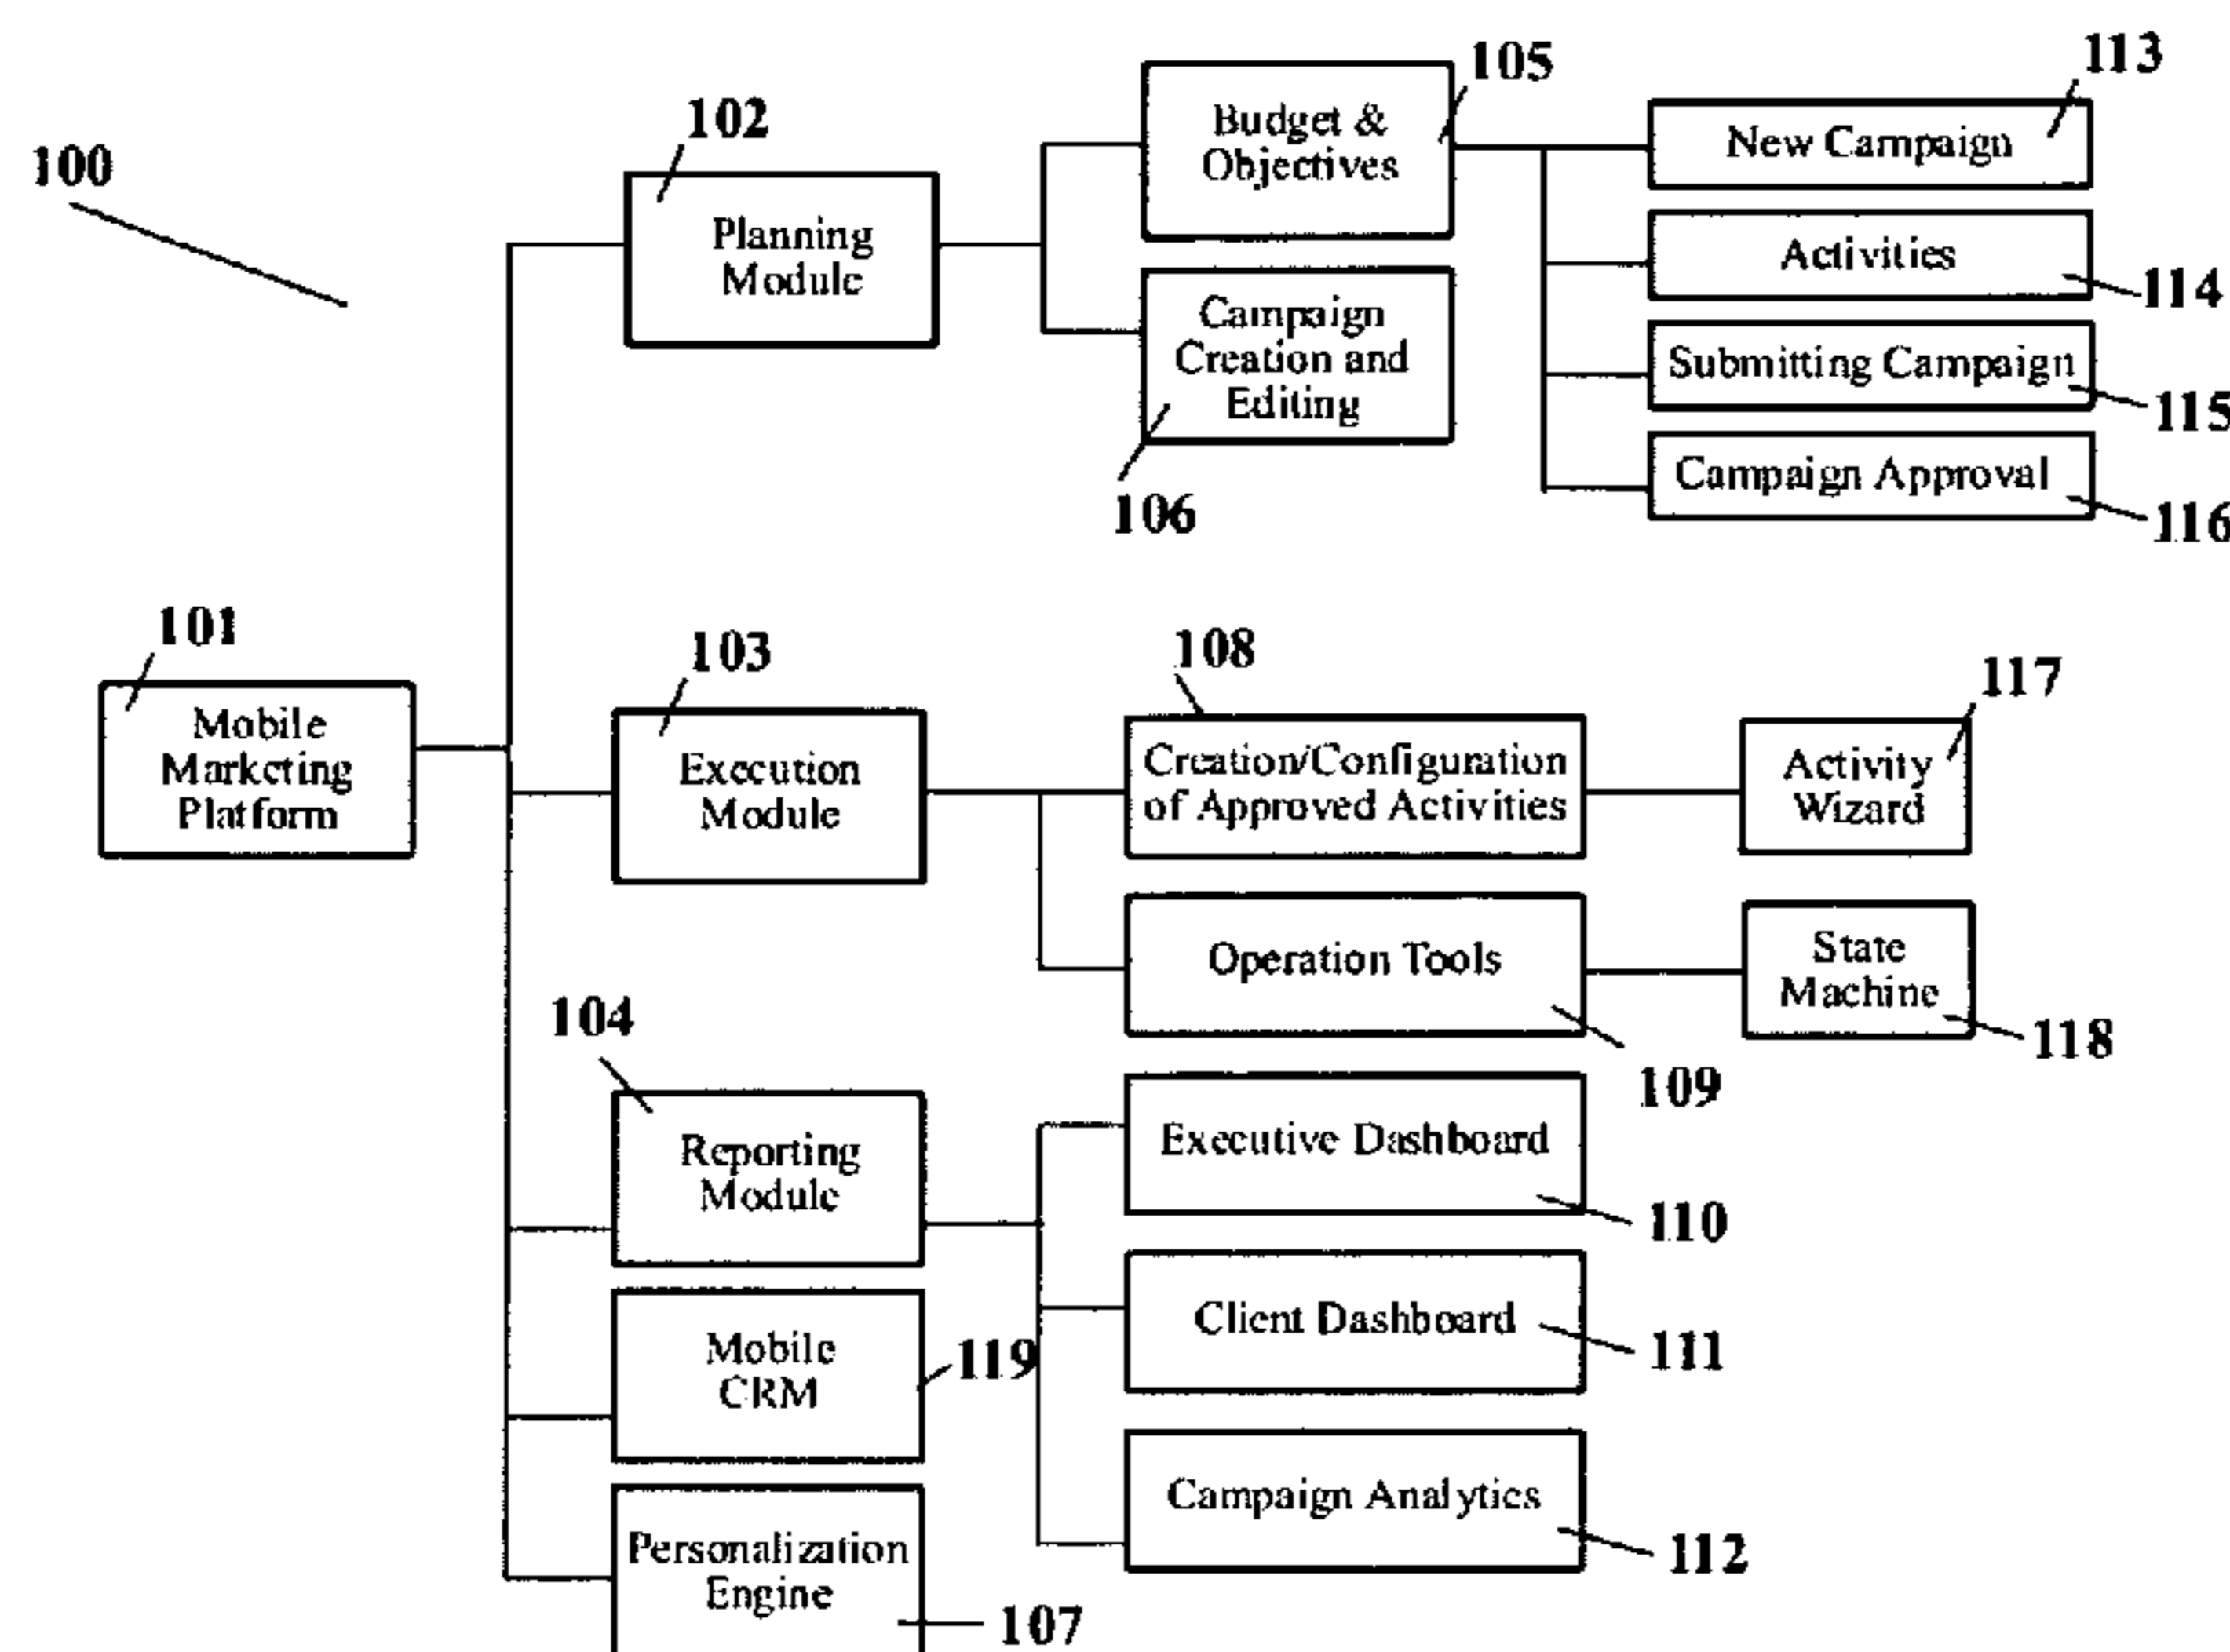 100
102
Planning
Module
105
Budget &
Objectives
Campaign
Creation and
Editing
106
113
New Campaign
Activities
114
Submitting Campaign
115
Campaign Approval
116
101
Mobile
Marketing
Platform
103
Execution
Module
108
Creation/Configuration
of Approved Activities
117
Activity
Wizard
Operation Tools
109
State
Machine
118
104
Reporting
Module
Executive Dashboard
110
Mobile
CRM
119
Client Dashboard
111
Campaign Analytics
112
Personalization
Engine
107